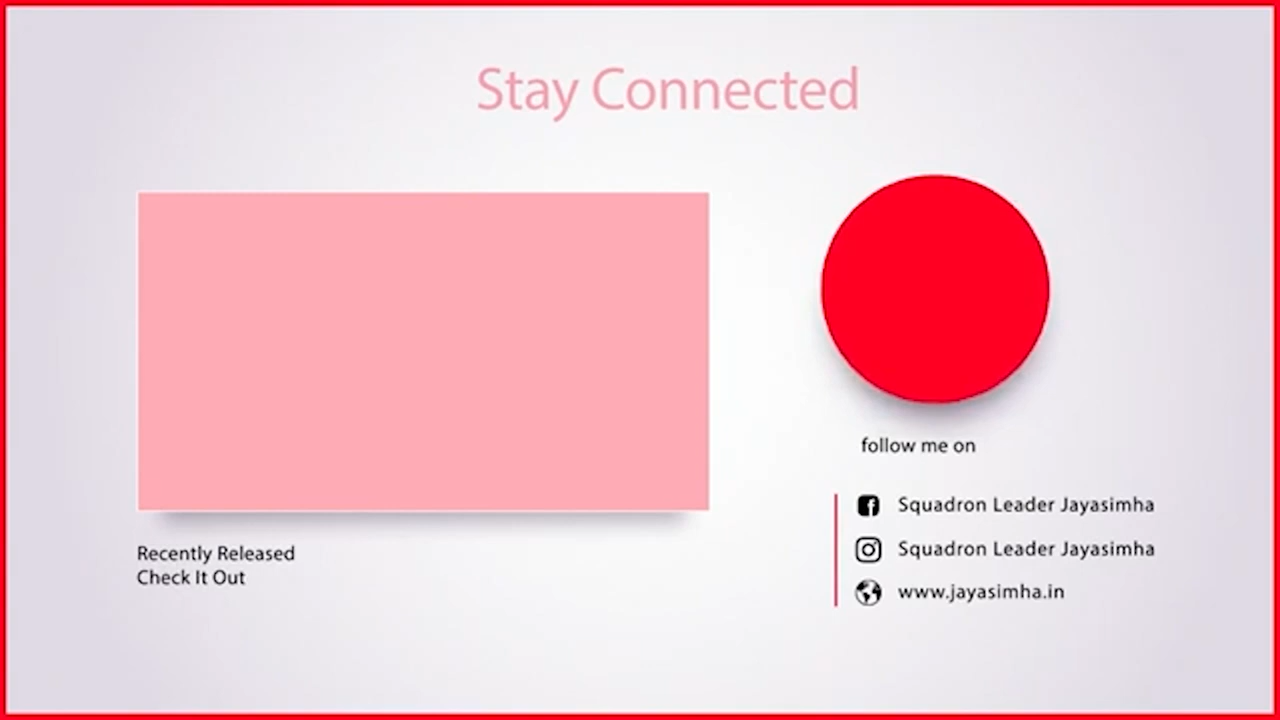 Stay Connected
Recently Released
Check It Out
follow me on
Squadron Leader Jayasimha
Squadron Leader Jayasimha
www.jayasimha.in